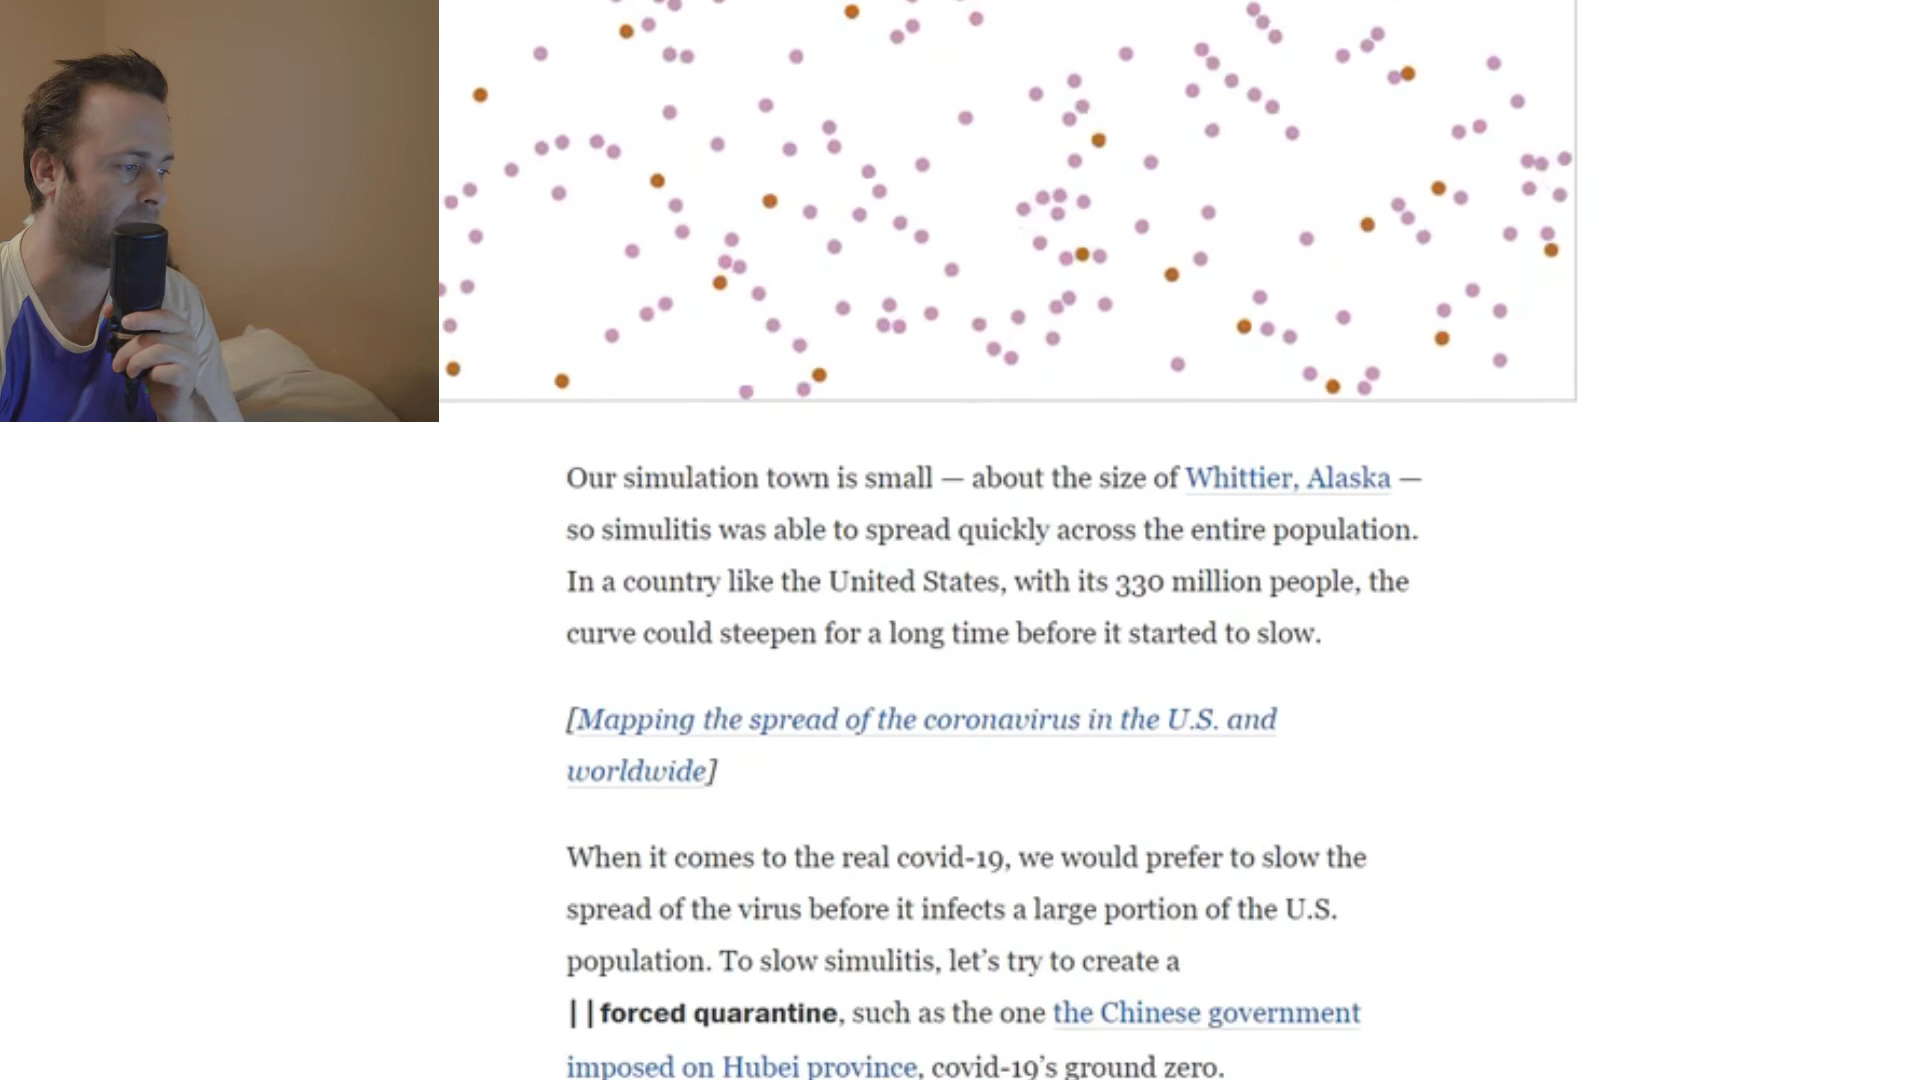 Our simulation town is small — about the size of Whittier, Alaska —
so simulitis was able to spread quickly across the entire population.
In a country like the United States, with its 330 million people, the
curve could steepen for a long time before it started to slow.
[Mapping the spread of the coronavirus in the U.S. and
worldwide]
When it comes to the real covid-19, we would prefer to slow the
spread of the virus before it infects a large portion of the U.S.
population. To slow simulitis, let’s try to create a
||forced quarantine, such as the one the Chinese government
imposed on Hubei province, covid-19’s ground zero.